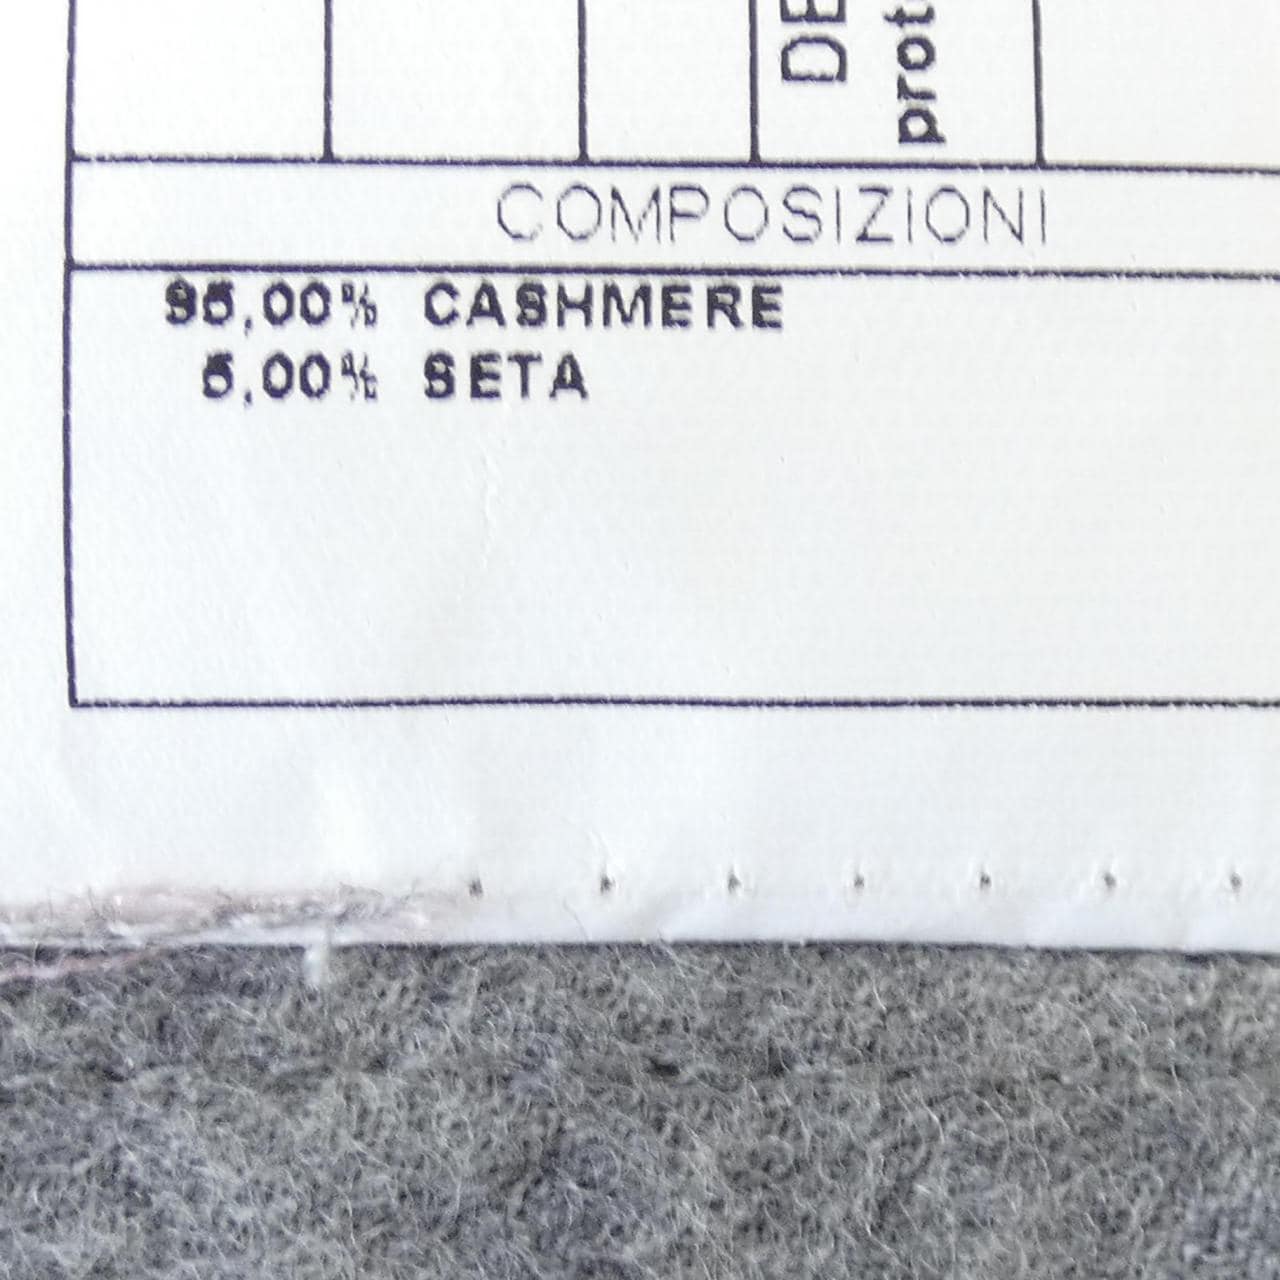 DE
prot
COMPOSIZIONI
95,00% CASHMERE
5,00% SETA